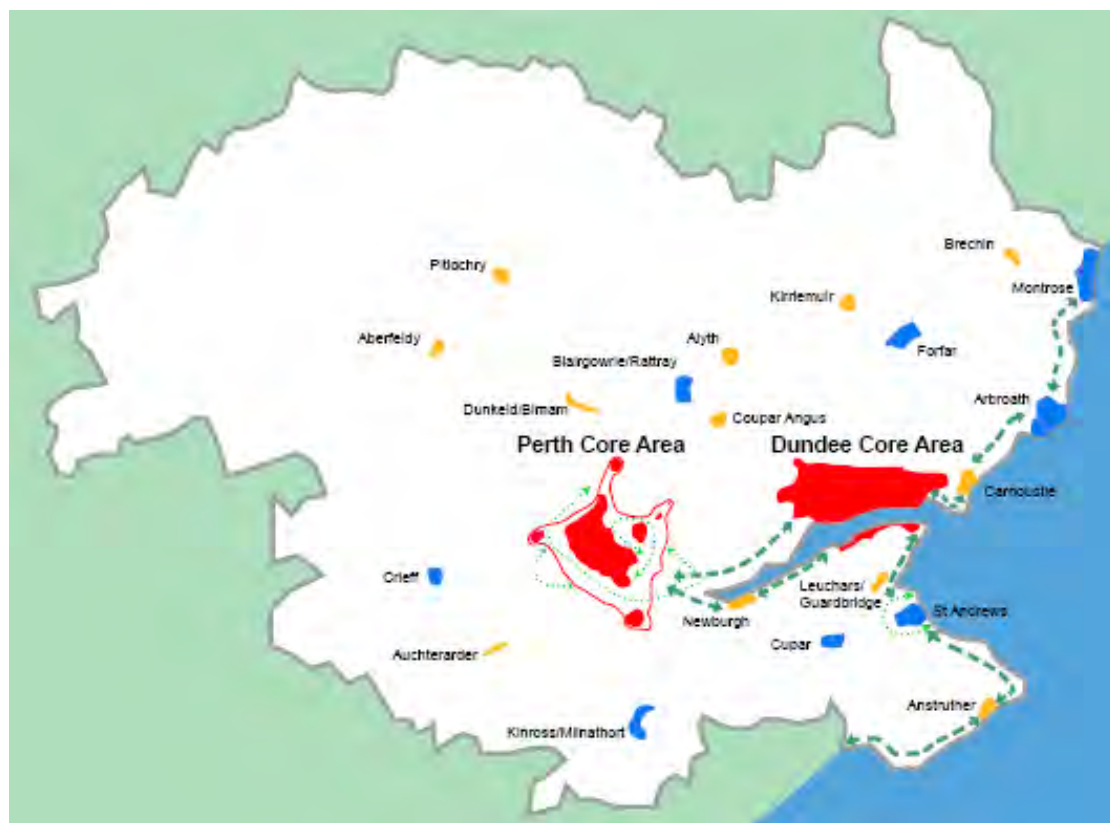 Brechin
Pitlochry
Montrose
Kirriemuir
Aberfeldy
Alyth
Forfar
Blairgowrie/Rattray
Arbroath
Dunkeld/Birnam
Coupar Angus
Perth Core Area
Dundee Core Area
Carnoustie
Crieff
Leuchars/
Guardbridge
St Andrews
Newburgh
Cupar
Auchterarder
Anstruther
Kinross/Milnathort